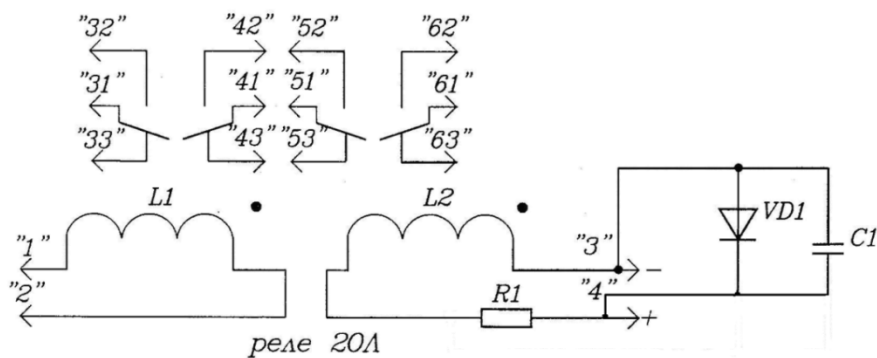 "32" "42" "52" "62"
"31" "41" "51" "61"
"33" "43" "53" "63"
L1 L2
"1" "3" - VD1 C1
"2" R1 "4" +
реле 20Л